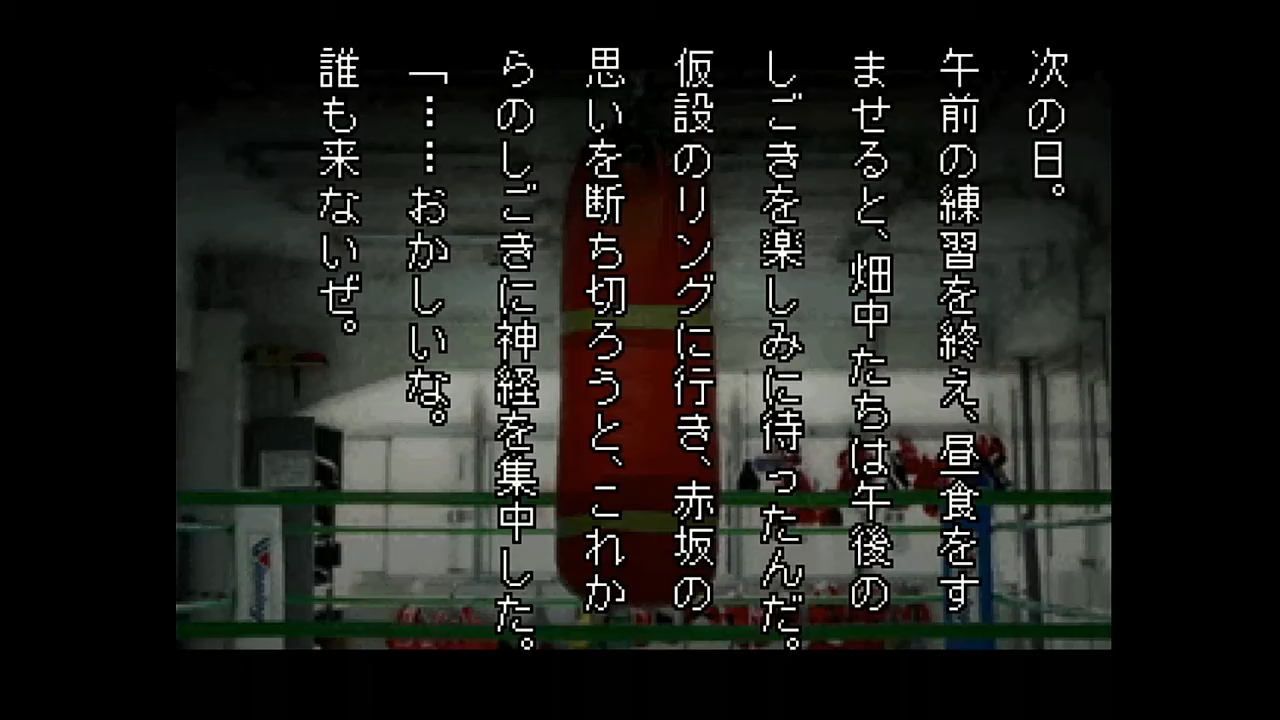 次の日。
午前の練習を終え、昼食をす
ませると、畑中たちは午後の
しごきを楽しみに待ったんだ。
仮設のリングに行き、赤坂の
思いを断ち切ろうと、これか
らのしごきに神経を集中した。
「……おかしいな。
誰も来ないぜ。